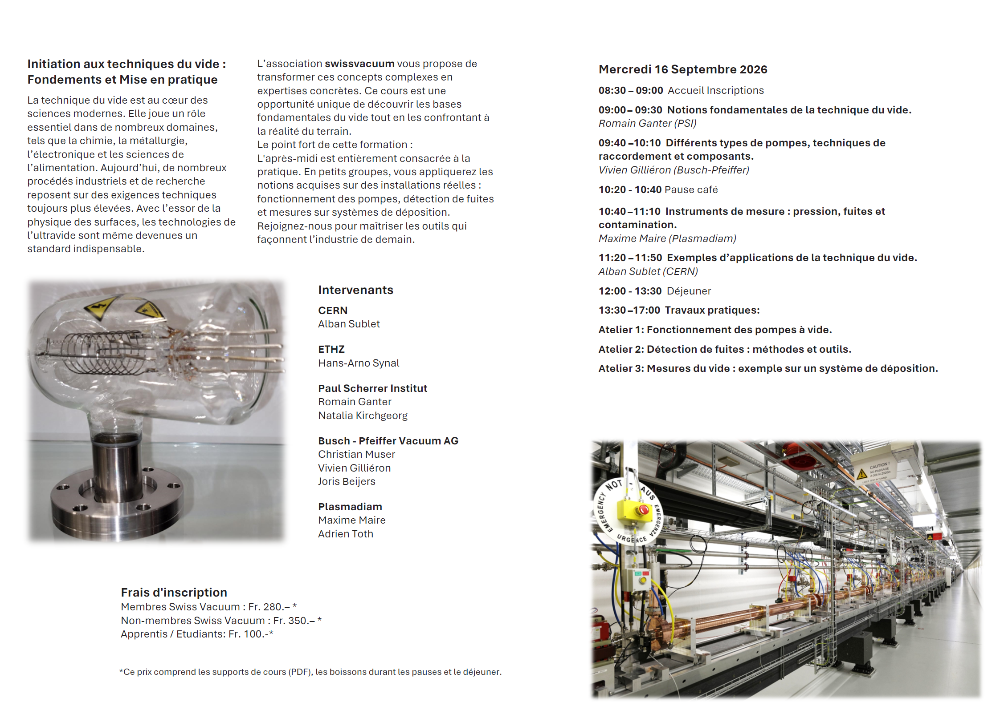 Initiation aux techniques du vide :
Fondements et Mise en pratique
La technique du vide est au cœur des
sciences modernes. Elle joue un rôle
essentiel dans de nombreux domaines,
tels que la chimie, la métallurgie,
l’électronique et les sciences de
l’alimentation. Aujourd’hui, de nombreux
procédés industriels et de recherche
reposent sur des exigences techniques
toujours plus élevées. Avec l’essor de la
physique des surfaces, les technologies de
l’ultravide sont même devenues un
standard indispensable.
L’association swissvacuum vous propose de
transformer ces concepts complexes en
expertises concrètes. Ce cours est une
opportunité unique de découvrir les bases
fondamentales du vide tout en les confrontant à
la réalité du terrain.
Le point fort de cette formation :
L'après-midi est entièrement consacrée à la
pratique. En petits groupes, vous appliquerez les
notions acquises sur des installations réelles :
fonctionnement des pompes, détection de fuites
et mesures sur systèmes de déposition.
Rejoignez-nous pour maîtriser les outils qui
façonnent l’industrie de demain.
Intervenants
CERN
Alban Sublet
ETHZ
Hans-Arno Synal
Paul Scherrer Institut
Romain Ganter
Natalia Kirchgeorg
Busch - Pfeiffer Vacuum AG
Christian Muser
Vivien Gilliéron
Joris Beijers
Plasmadiam
Maxime Maire
Adrien Toth
Frais d'inscription
Membres Swiss Vacuum : Fr. 280.– *
Non-membres Swiss Vacuum : Fr. 350.– *
Apprentis / Etudiants: Fr. 100.-*
*Ce prix comprend les supports de cours (PDF), les boissons durant les pauses et le déjeuner.
Mercredi 16 Septembre 2026
08:30 – 09:00 Accueil Inscriptions
09:00 – 09:30 Notions fondamentales de la technique du vide.
Romain Ganter (PSI)
09:40 –10:10 Différents types de pompes, techniques de
raccordement et composants.
Vivien Gilliéron (Busch-Pfeiffer)
10:20 - 10:40 Pause café
10:40 –11:10 Instruments de mesure : pression, fuites et
contamination.
Maxime Maire (Plasmadiam)
11:20 – 11:50 Exemples d’applications de la technique du vide.
Alban Sublet (CERN)
12:00 - 13:30 Déjeuner
13:30 –17:00 Travaux pratiques:
Atelier 1: Fonctionnement des pompes à vide.
Atelier 2: Détection de fuites : méthodes et outils.
Atelier 3: Mesures du vide : exemple sur un système de déposition.
NOT - AUS
EMERGENCY
EMERGENZA
URGENCE
CAUTION !
NO PASSAGE
Z-006 to Z020m
LASER TEST IN TUNNEL